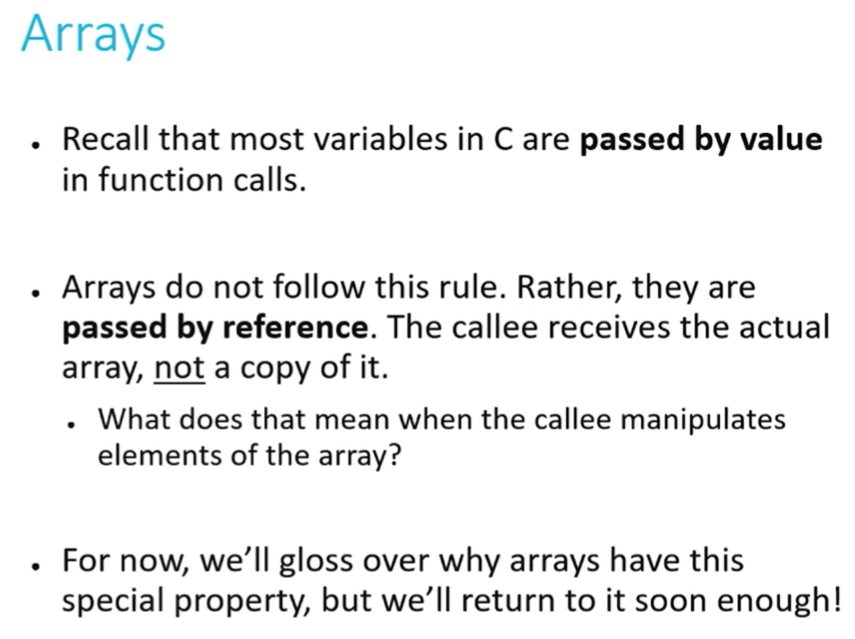 Arrays
• Recall that most variables in C are passed by value
in function calls.
• Arrays do not follow this rule. Rather, they are
passed by reference. The callee receives the actual
array, not a copy of it.
• What does that mean when the callee manipulates
elements of the array?
• For now, we’ll gloss over why arrays have this
special property, but we’ll return to it soon enough!